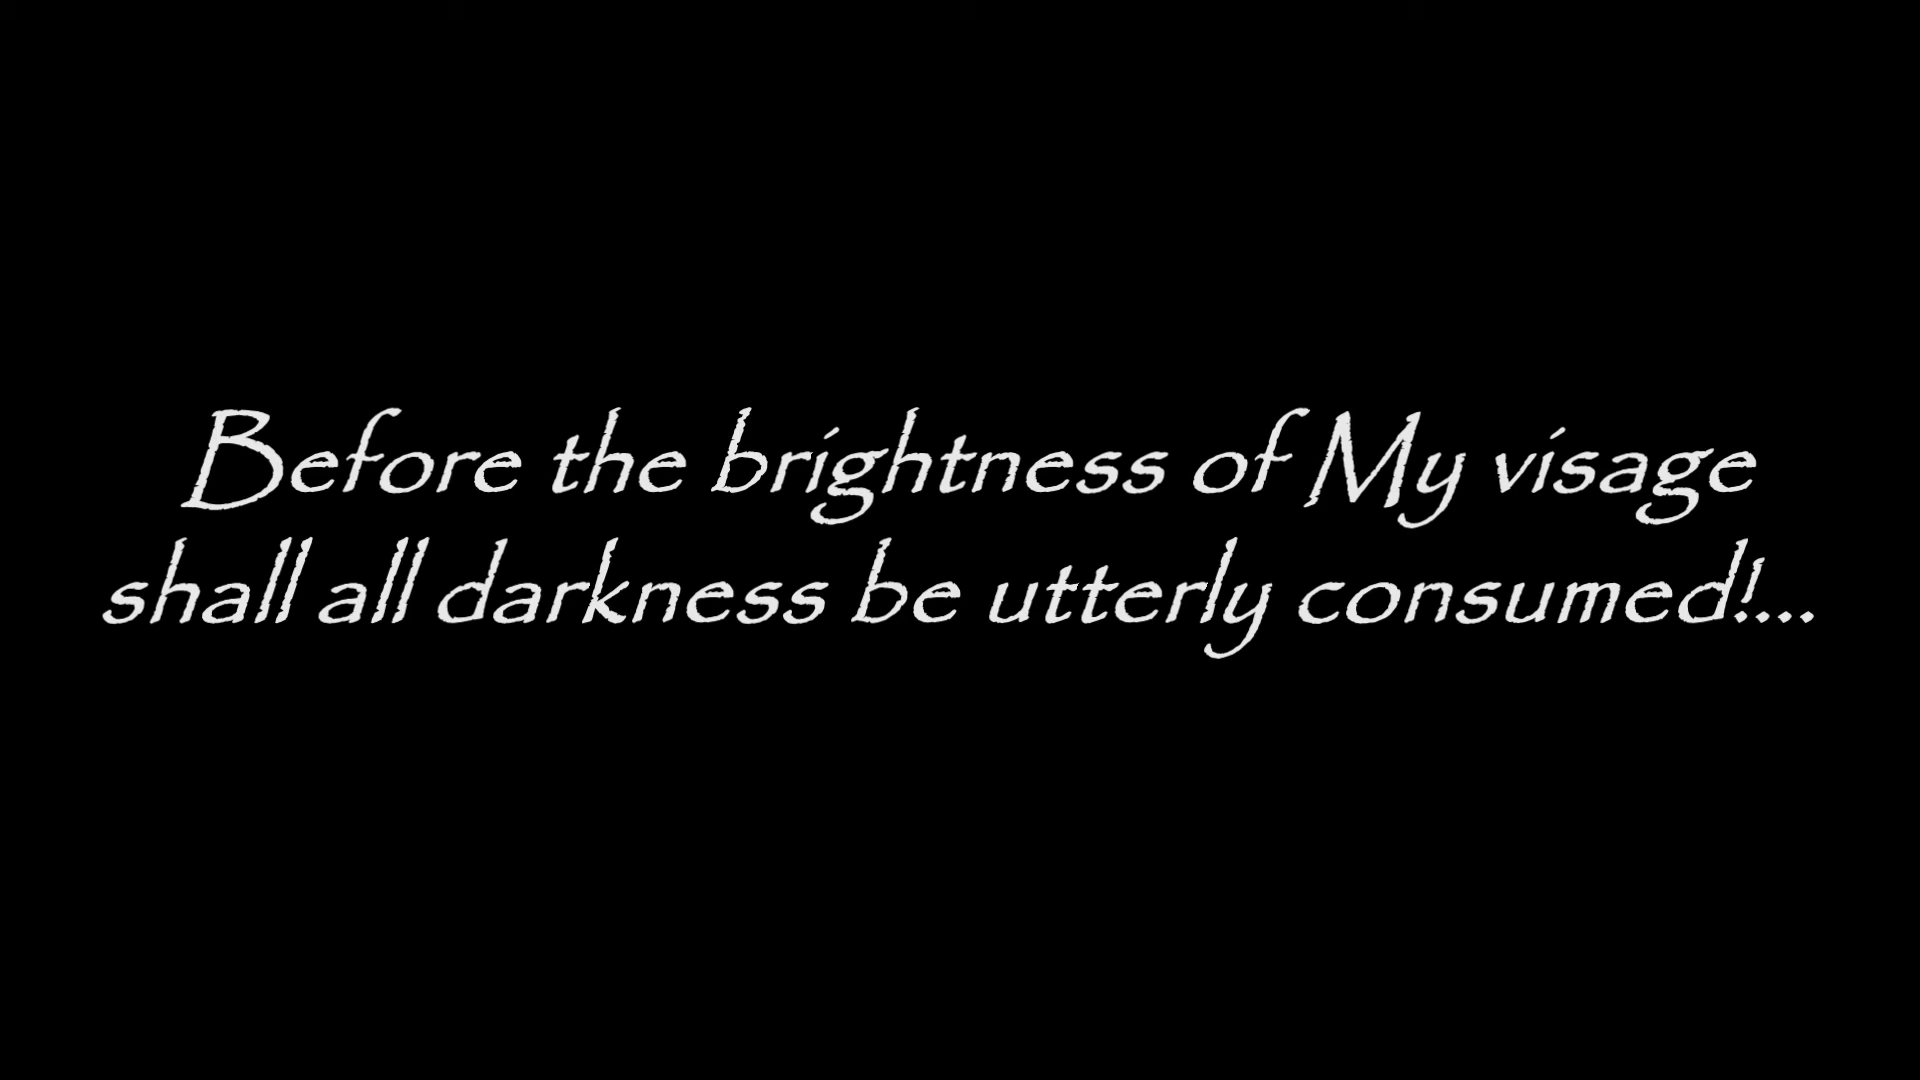 Before the brightness of My visage
shall all darkness be utterly consumed!...